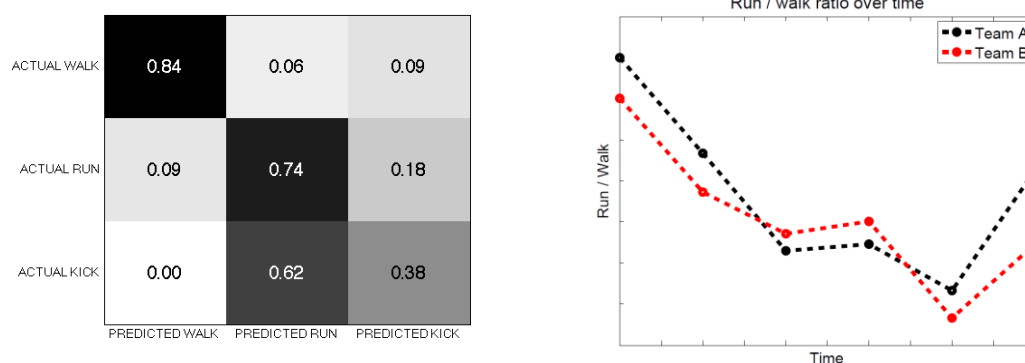 ACTUAL WALK 0.84 0.06 0.09
ACTUAL RUN 0.09 0.74 0.18
ACTUAL KICK 0.00 0.62 0.38
PREDICTED WALK PREDICTED RUN PREDICTED KICK
Run / walk ratio over time
Team A
Team B
Run / Walk
Time